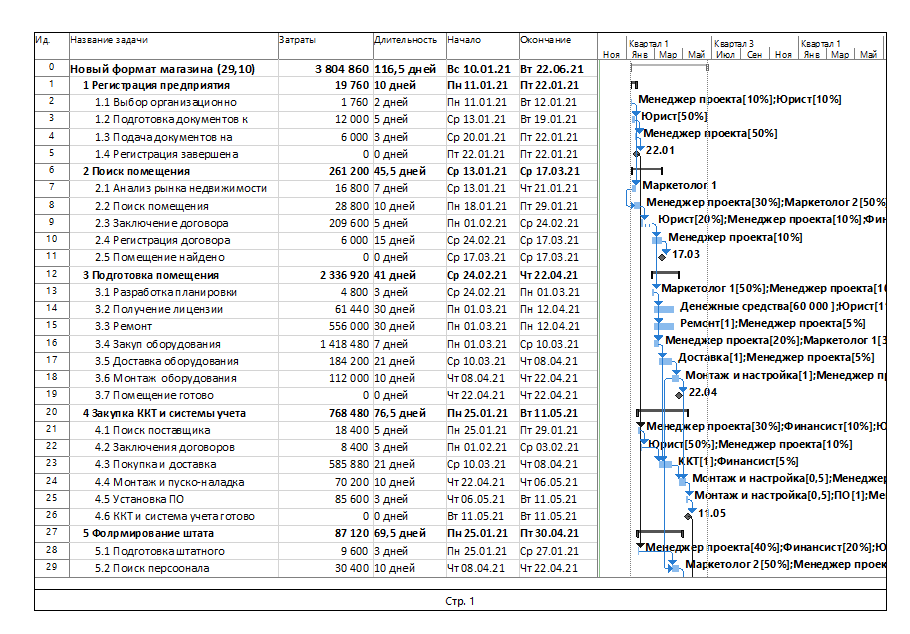 Ид. Название задачи Затраты Длительность Начало Окончание Квартал 1 Квартал 3 Квартал 1
Ноя Янв Мар Май Июл Сен Ноя Янв Мар Май
0 Новый формат магазина (29,10) 3 804 860 116,5 дней Вс 10.01.21 Вт 22.06.21
1 1 Регистрация предприятия 19 760 10 дней Пн 11.01.21 Пт 22.01.21
2 1.1 Выбор организационно 1 760 2 дней Пн 11.01.21 Вт 12.01.21 Менеджер проекта[10%];Юрист[10%]
3 1.2 Подготовка документов к 12 000 5 дней Ср 13.01.21 Вт 19.01.21 Юрист[50%]
4 1.3 Подача документов на 6 000 3 дней Ср 20.01.21 Пт 22.01.21 Менеджер проекта[50%]
5 1.4 Регистрация завершена 0 0 дней Пт 22.01.21 Пт 22.01.21 22.01
6 2 Поиск помещения 261 200 45,5 дней Ср 13.01.21 Ср 17.03.21
7 2.1 Анализ рынка недвижимости 16 800 7 дней Ср 13.01.21 Чт 21.01.21 Маркетолог 1
8 2.2 Поиск помещения 28 800 10 дней Пн 18.01.21 Пт 29.01.21 Менеджер проекта[30%];Маркетолог 2[50%
9 2.3 Заключение договора 209 600 5 дней Пн 01.02.21 Ср 24.02.21 Юрист[20%];Менеджер проекта[10%];Фин
10 2.4 Регистрация договора 6 000 15 дней Ср 24.02.21 Ср 17.03.21 Менеджер проекта[10%]
11 2.5 Помещение найдено 0 0 дней Ср 17.03.21 Ср 17.03.21 17.03
12 3 Подготовка помещения 2 336 920 41 дней Ср 24.02.21 Чт 22.04.21
13 3.1 Разработка планировки 4 800 3 дней Ср 24.02.21 Пн 01.03.21 Маркетолог 1[50%];Менеджер проекта[10
14 3.2 Получение лицензии 61 440 30 дней Пн 01.03.21 Пн 12.04.21 Денежные средства[60 000 ];Юрист[1
15 3.3 Ремонт 556 000 30 дней Пн 01.03.21 Пн 12.04.21 Ремонт[1];Менеджер проекта[5%]
16 3.4 Закуп оборудования 1 418 480 7 дней Пн 01.03.21 Ср 10.03.21 Менеджер проекта[20%];Маркетолог 1[3
17 3.5 Доставка оборудования 184 200 21 дней Ср 10.03.21 Чт 08.04.21 Доставка[1];Менеджер проекта[5%]
18 3.6 Монтаж оборудования 112 000 10 дней Чт 08.04.21 Чт 22.04.21 Монтаж и настройка[1];Менеджер п
19 3.7 Помещение готово 0 0 дней Чт 22.04.21 Чт 22.04.21 22.04
20 4 Закупка ККТ и системы учета 768 480 76,5 дней Пн 25.01.21 Вт 11.05.21
21 4.1 Поиск поставщика 18 400 5 дней Пн 25.01.21 Пт 29.01.21 Менеджер проекта[30%];Финансист[10%];Ю
22 4.2 Заключения договоров 8 400 3 дней Пн 01.02.21 Ср 03.02.21 Юрист[50%];Менеджер проекта[10%]
23 4.3 Покупка и доставка 585 880 21 дней Ср 10.03.21 Чт 08.04.21 ККТ[1];Финансист[5%]
24 4.4 Монтаж и пуско-наладка 70 200 10 дней Чт 22.04.21 Чт 06.05.21 Монтаж и настройка[0,5];Менеджер
25 4.5 Установка ПО 85 600 3 дней Чт 06.05.21 Вт 11.05.21 Монтаж и настройка[0,5];ПО[1];Ме
26 4.6 ККТ и система учета готово 0 0 дней Вт 11.05.21 Вт 11.05.21 11.05
27 5 Фолрмирование штата 87 120 69,5 дней Пн 25.01.21 Пт 30.04.21
28 5.1 Подготовка штатного 9 600 3 дней Пн 25.01.21 Ср 27.01.21 Менеджер проекта[40%];Финансист[20%];Ю
29 5.2 Поиск персоонала 30 400 10 дней Чт 08.04.21 Чт 22.04.21 Маркетолог 2[50%];Менеджер проек
Стр. 1